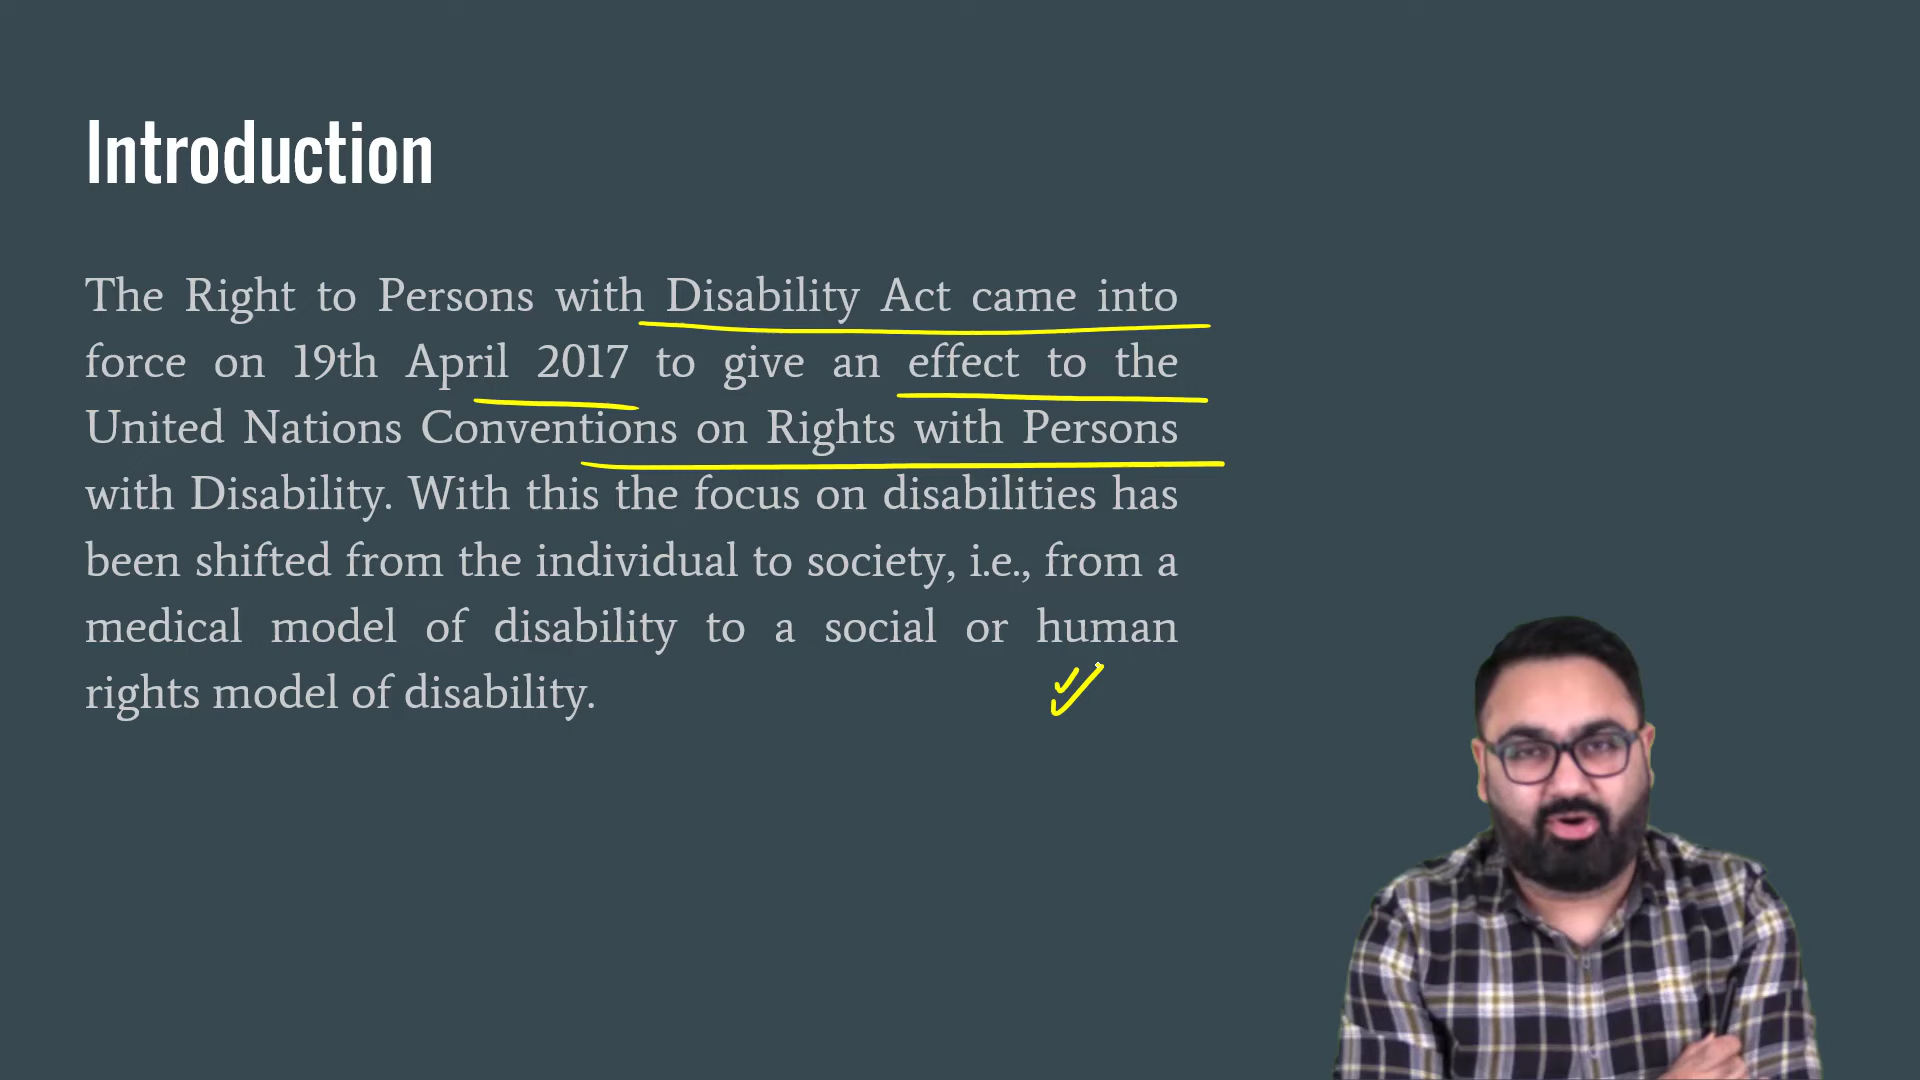 Introduction
The Right to Persons with Disability Act came into
force on 19th April 2017 to give an effect to the
United Nations Conventions on Rights with Persons
with Disability. With this the focus on disabilities has
been shifted from the individual to society, i.e., from a
medical model of disability to a social or human
rights model of disability.